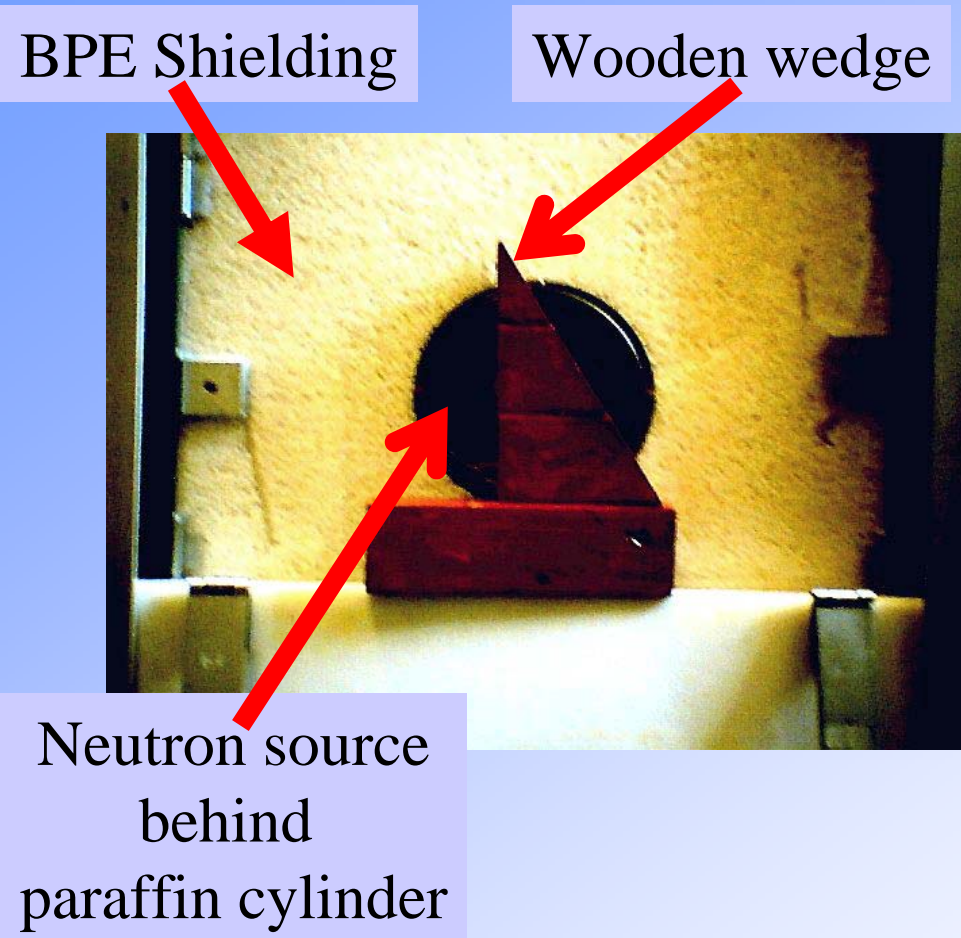 BPE Shielding
Wooden wedge
Neutron source
behind
paraffin cylinder